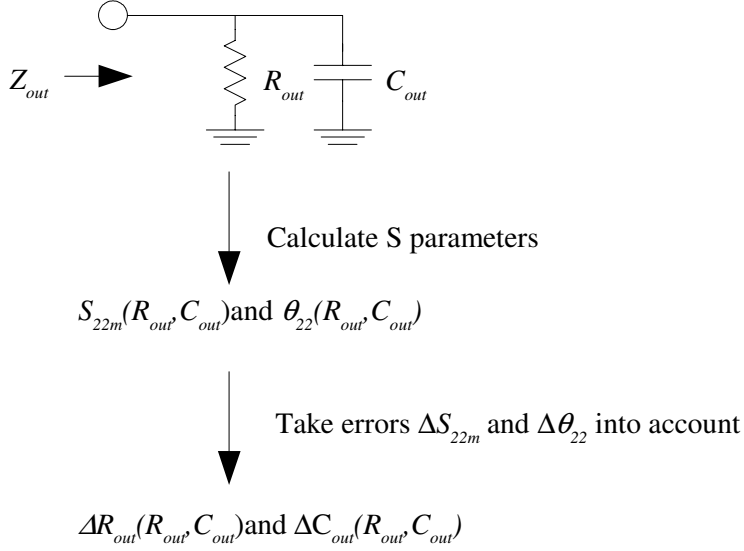 Z_out R_out C_out
Calculate S parameters
S_22m(R_out,C_out)and θ_22(R_out,C_out)
Take errors ΔS_22m and Δθ_22 into account
ΔR_out(R_out,C_out)and ΔC_out(R_out,C_out)